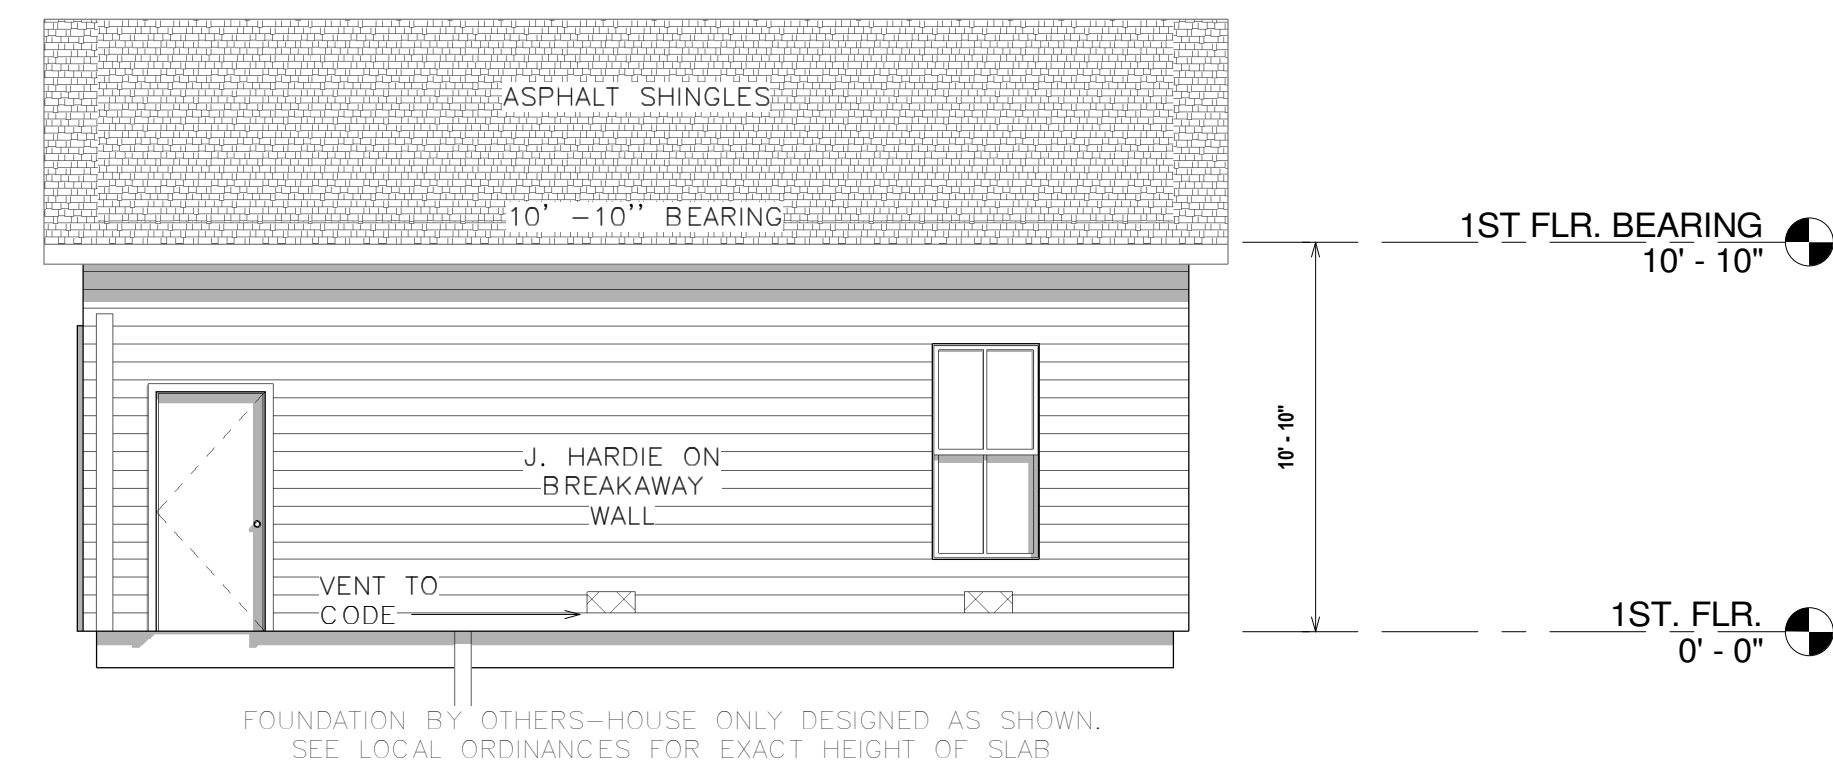 ASPHALT SHINGLES
10' -10'' BEARING
1ST FLR. BEARING
10' - 10"
10' - 10"
J. HARDIE ON
BREAKAWAY
WALL
VENT TO
CODE
1ST. FLR.
0' - 0"
FOUNDATION BY OTHERS-HOUSE ONLY DESIGNED AS SHOWN.
SEE LOCAL ORDINANCES FOR EXACT HEIGHT OF SLAB